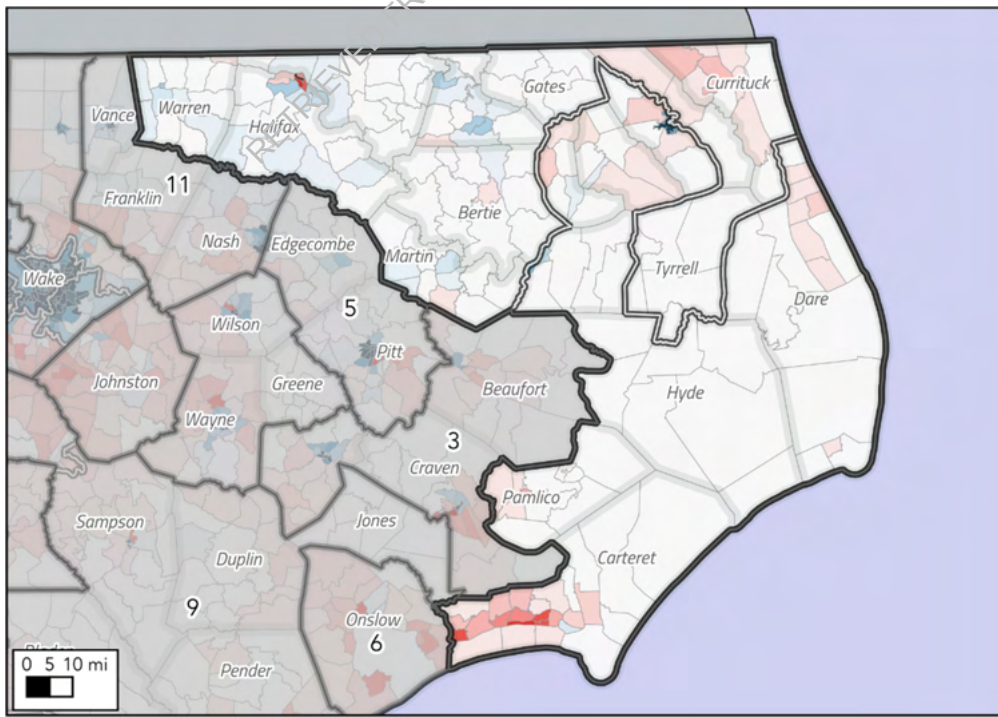 Currituck
Gates
Warren
Vance
Halifax
11
Franklin
Bertie
Nash
Edgecombe
Martin
Tyrrell
Wake
Dare
5
Wilson
Pitt
Johnston
Greene
Beaufort
Hyde
Wayne
3
Craven
Pamlico
Jones
Sampson
Carteret
Duplin
9
Onslow
6
Pender
0 5 10 mi